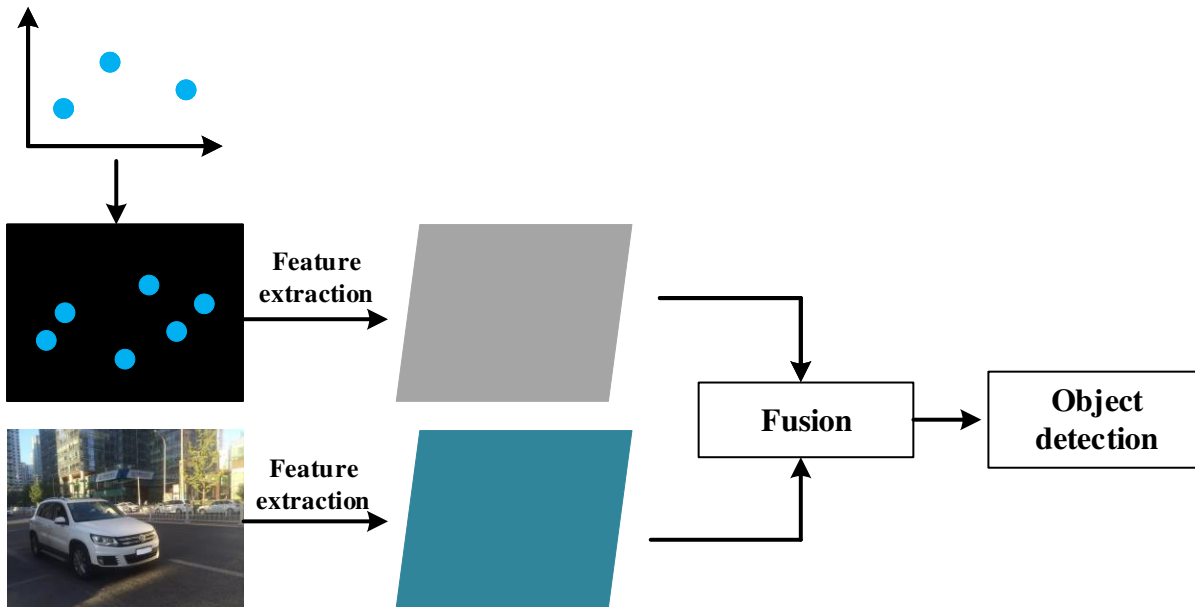 Feature
extraction
Feature
extraction
Fusion
Object
detection